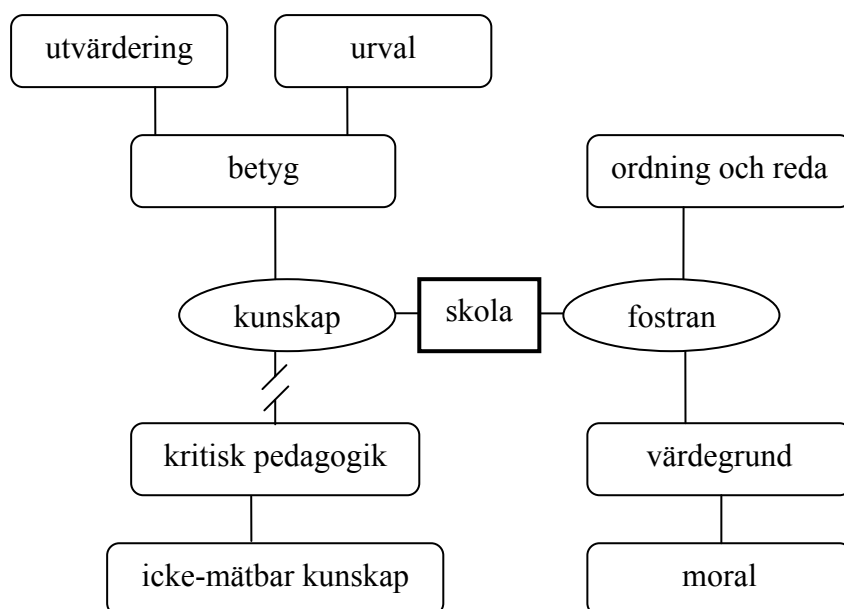 utvärdering
urval
betyg
ordning och reda
kunskap
skola
fostran
kritisk pedagogik
värdegrund
icke-mätbar kunskap
moral